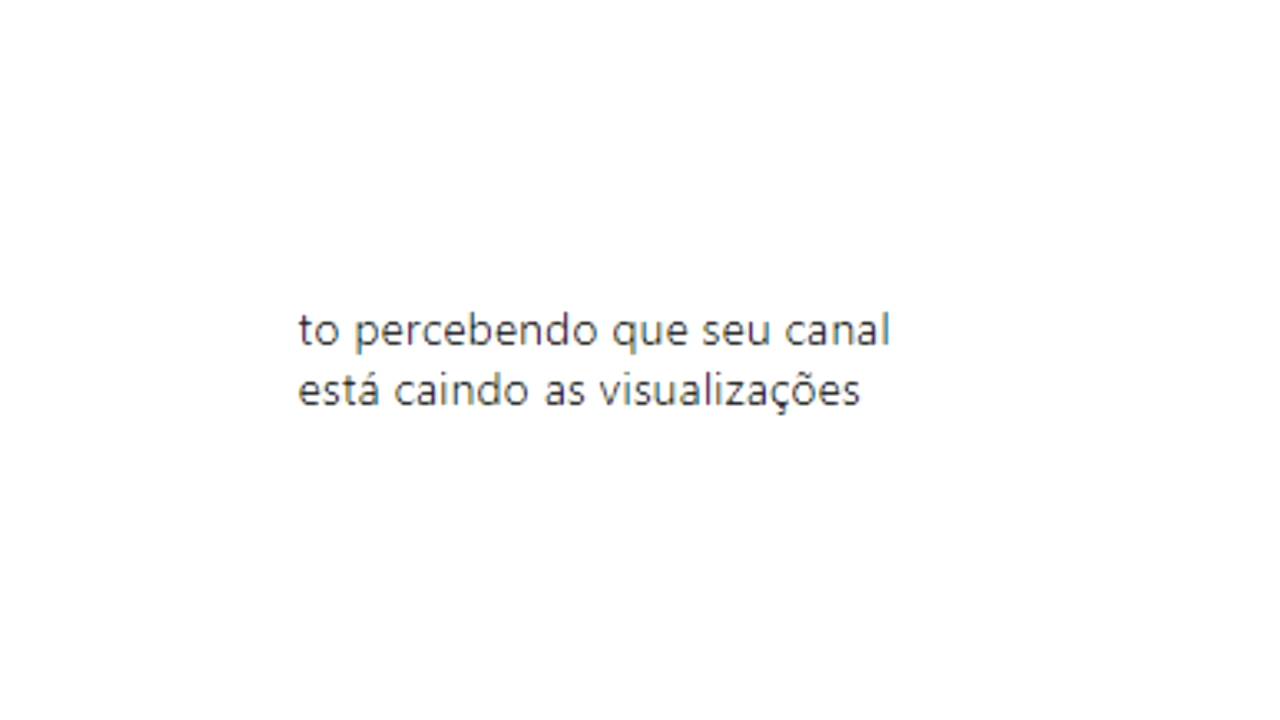 to percebendo que seu canal
está caindo as visualizações